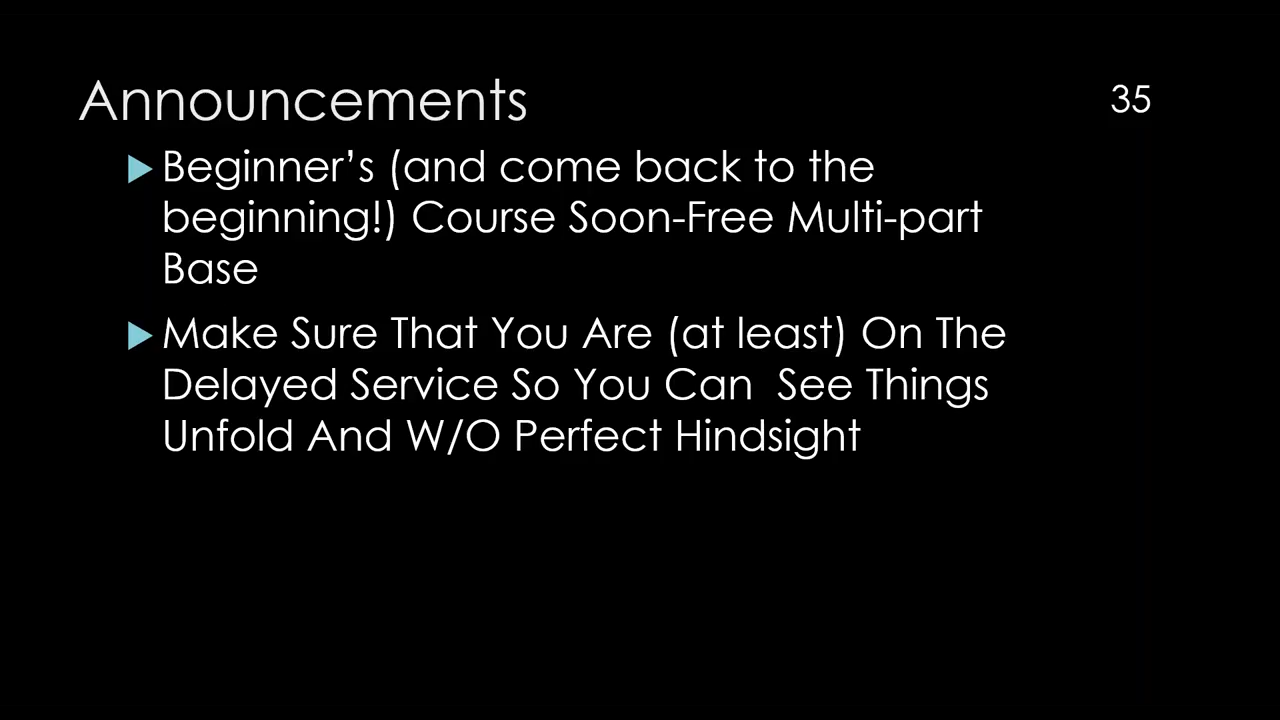 Announcements
35
Beginner’s (and come back to the
beginning!) Course Soon-Free Multi-part
Base
Make Sure That You Are (at least) On The
Delayed Service So You Can  See Things
Unfold And W/O Perfect Hindsight